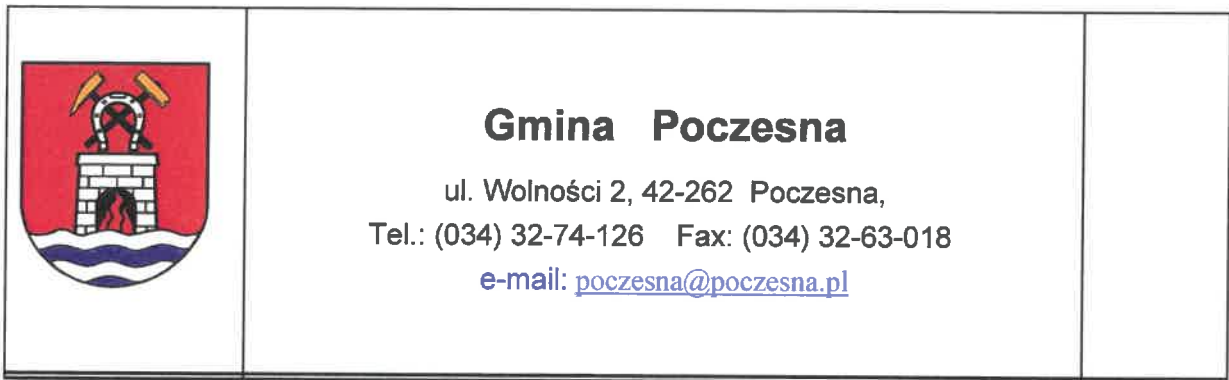 Gmina Poczesna
ul. Wolności 2, 42-262 Poczesna,
Tel.: (034) 32-74-126 Fax: (034) 32-63-018
e-mail: poczesna@poczesna.pl